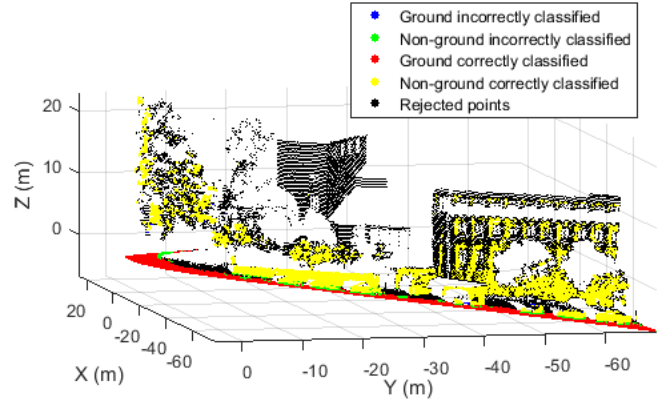 Ground incorrectly classified
Non-ground incorrectly classified
Ground correctly classified
Non-ground correctly classified
Rejected points
20
10
0
Z (m)
20
0
-20
-40
-60
X (m)
0
-10
-20
-30
-40
-50
-60
Y (m)